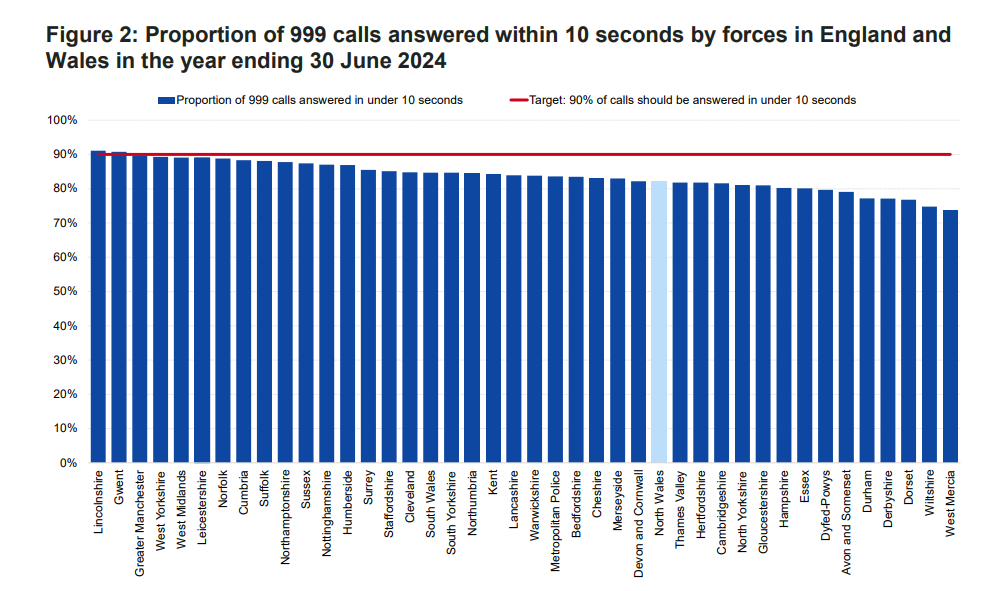 Figure 2: Proportion of 999 calls answered within 10 seconds by forces in England and
Wales in the year ending 30 June 2024
Proportion of 999 calls answered in under 10 seconds
Target: 90% of calls should be answered in under 10 seconds
100%
90%
80%
70%
60%
50%
40%
30%
20%
10%
0%
Lincolnshire
Gwent
Greater Manchester
West Yorkshire
West Midlands
Leicestershire
Norfolk
Cumbria
Suffolk
Northamptonshire
Sussex
Nottinghamshire
Humberside
Surrey
Staffordshire
Cleveland
South Wales
South Yorkshire
Northumbria
Kent
Lancashire
Warwickshire
Metropolitan Police
Bedfordshire
Cheshire
Merseyside
Devon and Cornwall
North Wales
Thames Valley
Hertfordshire
Cambridgeshire
North Yorkshire
Gloucestershire
Hampshire
Essex
Dyfed-Powys
Avon and Somerset
Durham
Derbyshire
Dorset
Wiltshire
West Mercia